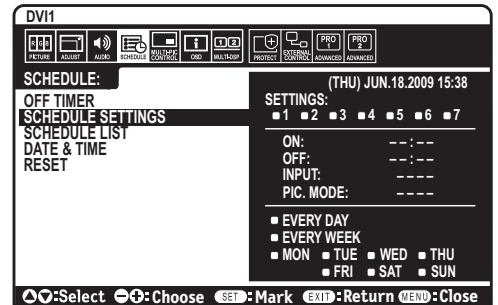 DVI1
RGB
PICTURE ADJUST AUDIO SCHEDULE MULTI-PIC CONTROL OSD MULTI-DSP PROTECT EXTERNAL CONTROL PRO 1 ADVANCED PRO 2 ADVANCED
SCHEDULE:
OFF TIMER
SCHEDULE SETTINGS
SCHEDULE LIST
DATE & TIME
RESET
(THU) JUN.18.2009 15:38
SETTINGS:
1 2 3 4 5 6 7
ON: --:--
OFF: --:--
INPUT: ----
PIC. MODE: ----
EVERY DAY
EVERY WEEK
MON TUE WED THU
FRI SAT SUN
:Select :Choose SET:Mark EXIT:Return MENU:Close